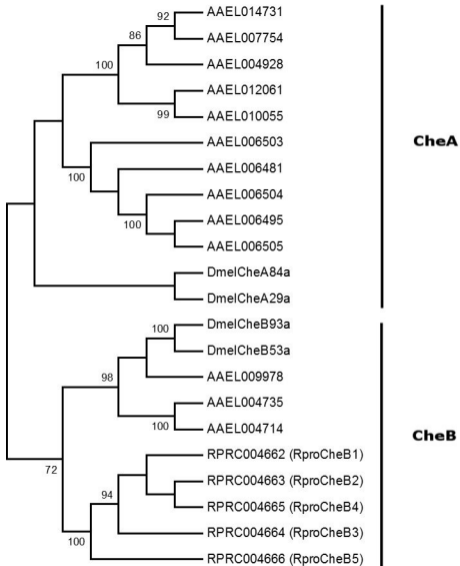 AAEL014731
92
AAEL007754
86
AAEL004928
100
AAEL012061
99
AAEL010055
CheA
AAEL006503
100
AAEL006481
AAEL006504
100
AAEL006495
AAEL006505
DmelCheA84a
DmelCheA29a
DmelCheB93a
100
DmelCheB53a
98
AAEL009978
AAEL004735
100
AAEL004714
CheB
RPRC004662 (RproCheB1)
72
RPRC004663 (RproCheB2)
94
RPRC004665 (RproCheB4)
RPRC004664 (RproCheB3)
100
RPRC004666 (RproCheB5)